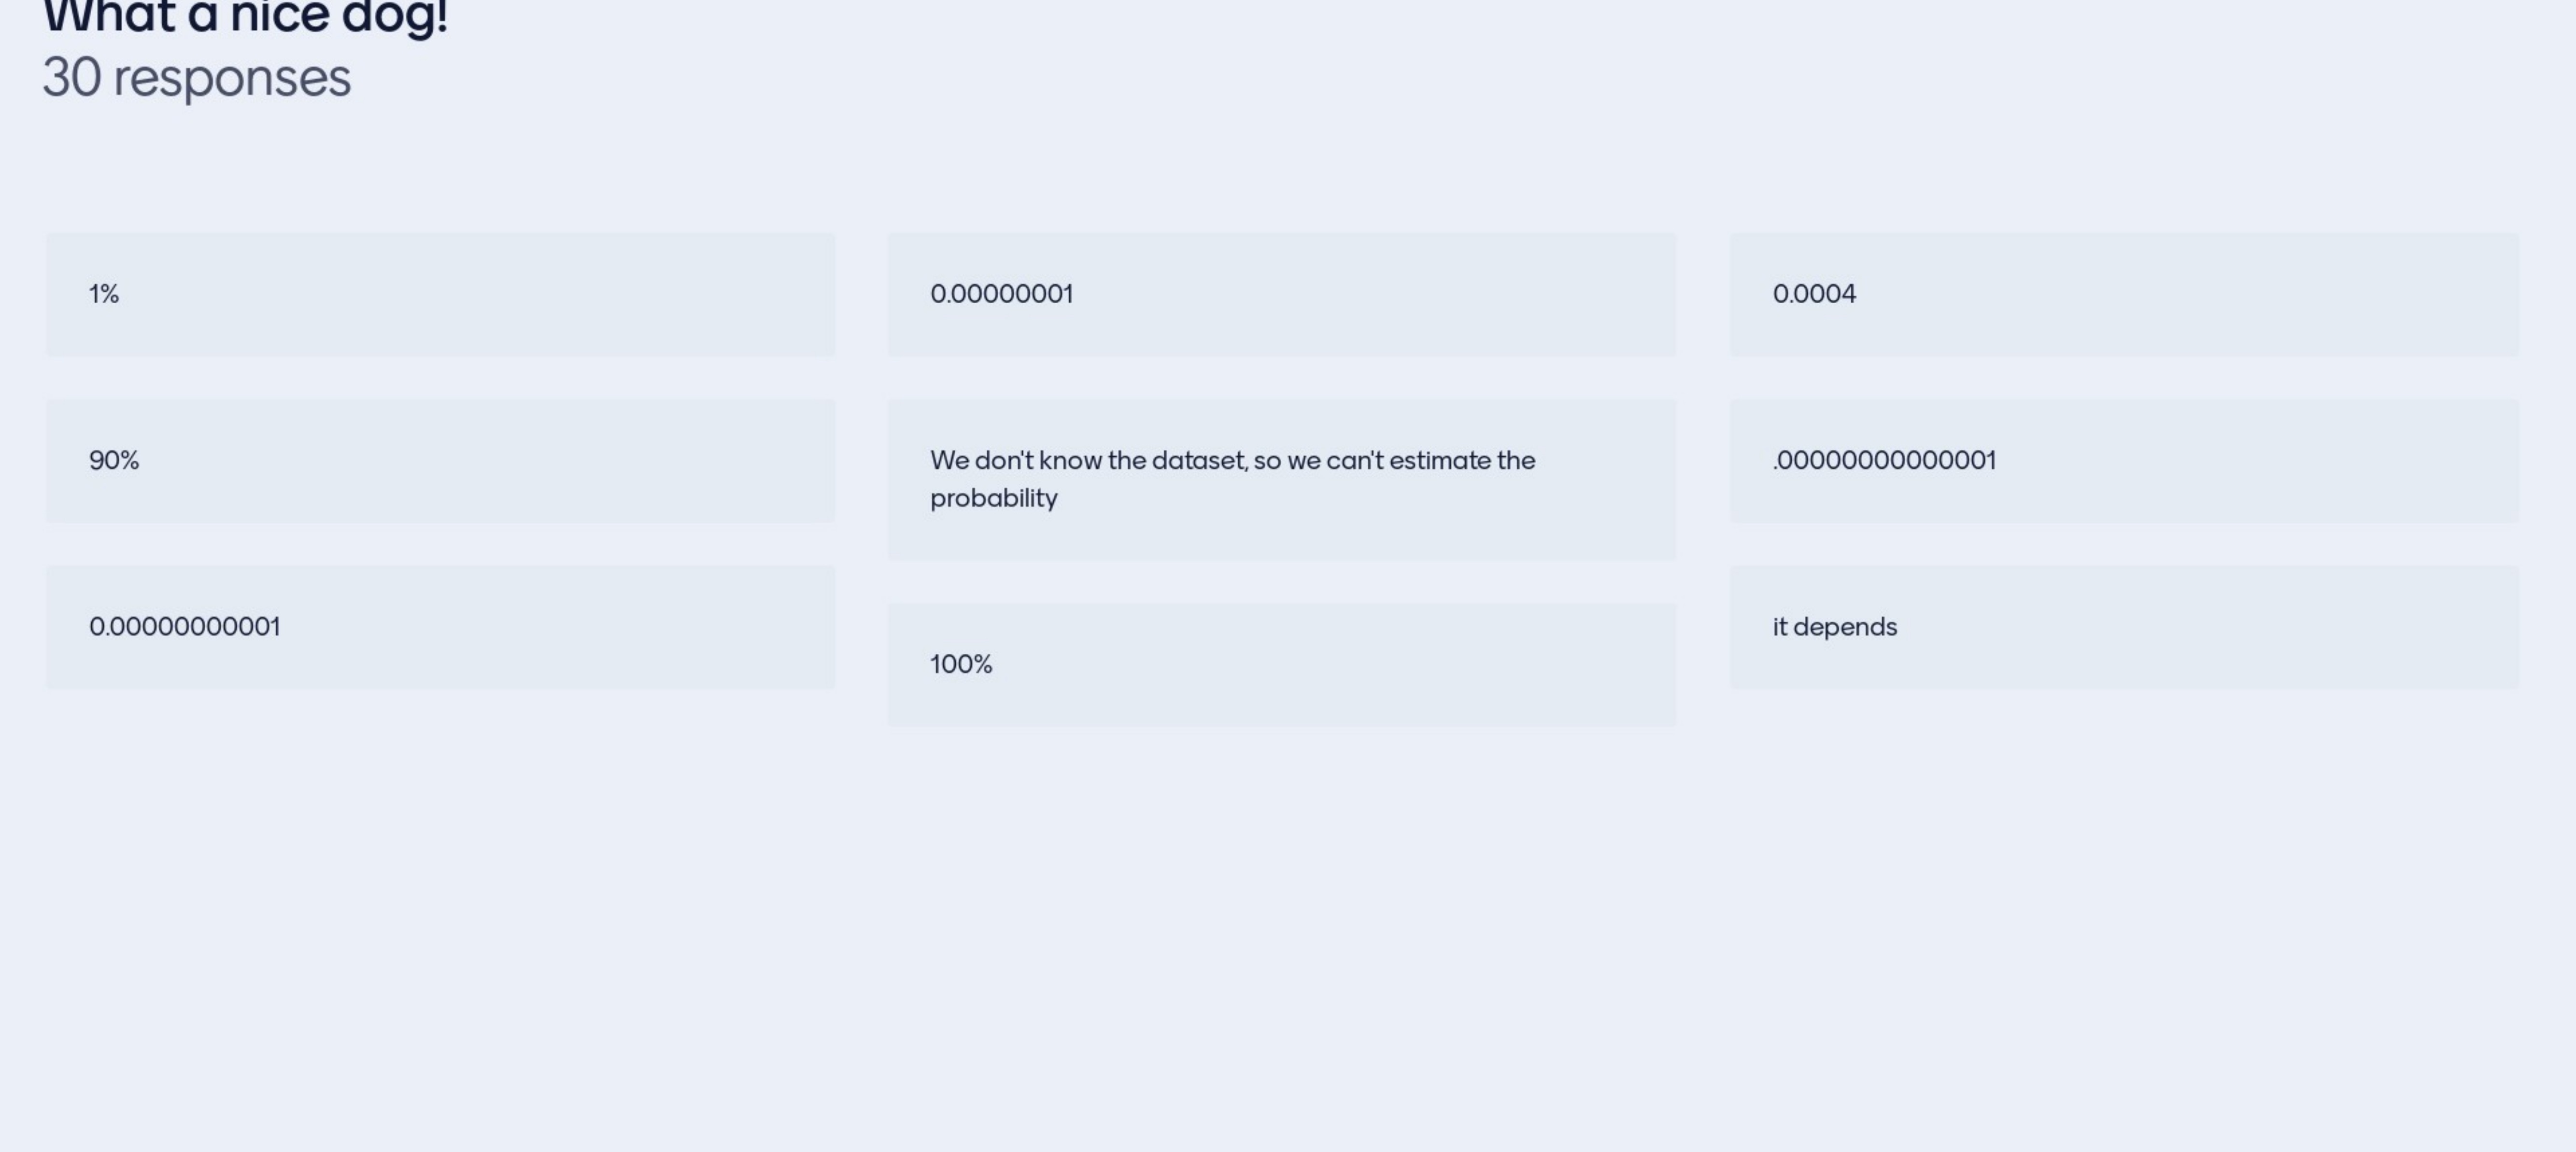 What a nice dog!
30 responses
1%
0.00000001
0.0004
90%
We don't know the dataset, so we can't estimate the
probability
.00000000000001
0.00000000001
100%
it depends